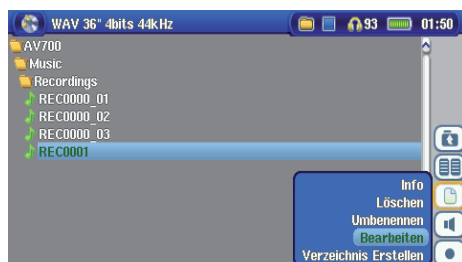 WAV 36" 4bits 44kHz 93 01:50
AV700
Music
Recordings
REC0000_01
REC0000_02
REC0000_03
REC0001
Info
Löschen
Umbenennen
Bearbeiten
Verzeichnis Erstellen